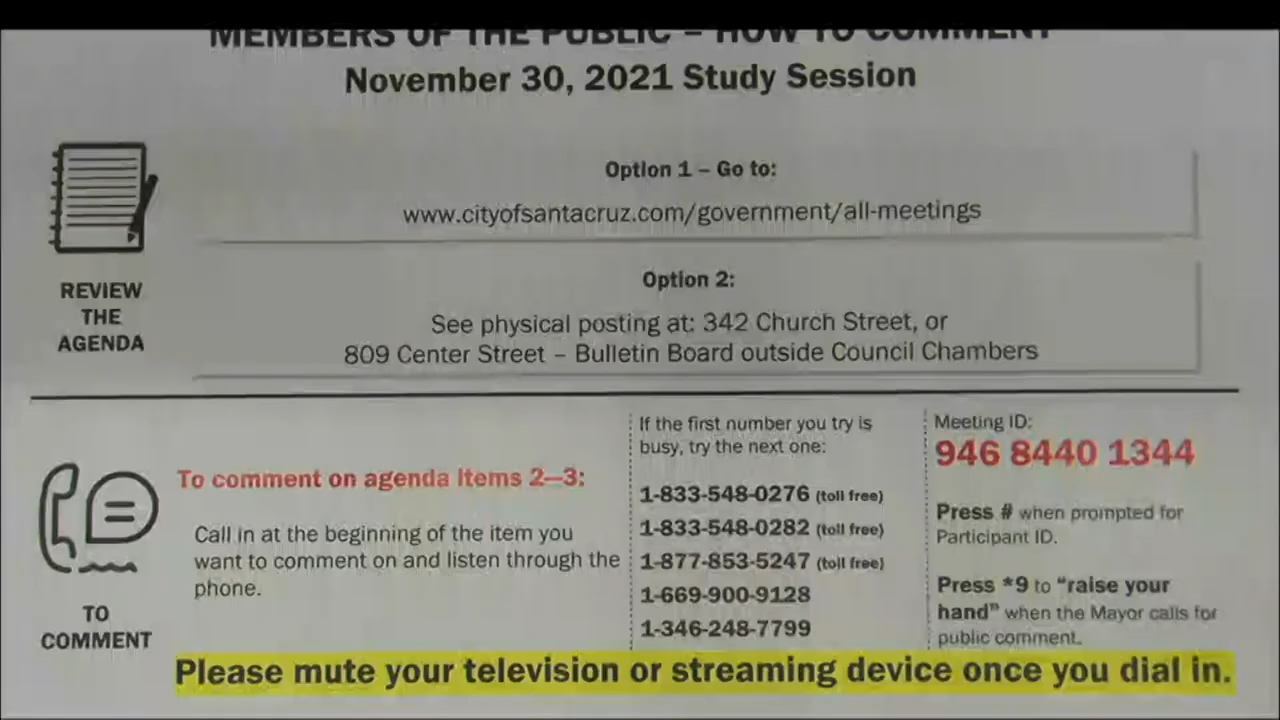 MEMBERS OF THE PUBLIC – HOW TO COMMENT
November 30, 2021 Study Session
Option 1 – Go to:
www.cityofsantacruz.com/government/all-meetings
REVIEW
THE
AGENDA
Option 2:
See physical posting at: 342 Church Street, or
809 Center Street – Bulletin Board outside Council Chambers
To comment on agenda items 2–3:
Call in at the beginning of the item you
want to comment on and listen through the
phone.
TO
COMMENT
If the first number you try is
busy, try the next one:
1-833-548-0276 (toll free)
1-833-548-0282 (toll free)
1-877-853-5247 (toll free)
1-669-900-9128
1-346-248-7799
Meeting ID:
946 8440 1344
Press # when prompted for
Participant ID.
Press *9 to “raise your
hand” when the Mayor calls for
public comment.
Please mute your television or streaming device once you dial in.